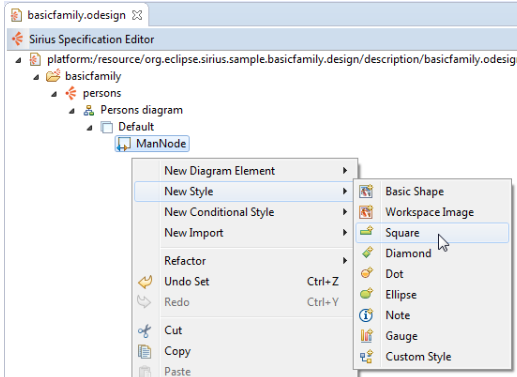 basicfamily.odesign
Sirius Specification Editor
platform:/resource/org.eclipse.sirius.sample.basicfamily.design/description/basicfamily.odesig
basicfamily
persons
Persons diagram
Default
ManNode
New Diagram Element
New Style
New Conditional Style
New Import
Refactor
Undo Set Ctrl+Z
Redo Ctrl+Y
Cut
Copy
Paste
Basic Shape
Workspace Image
Square
Diamond
Dot
Ellipse
Note
Gauge
Custom Style